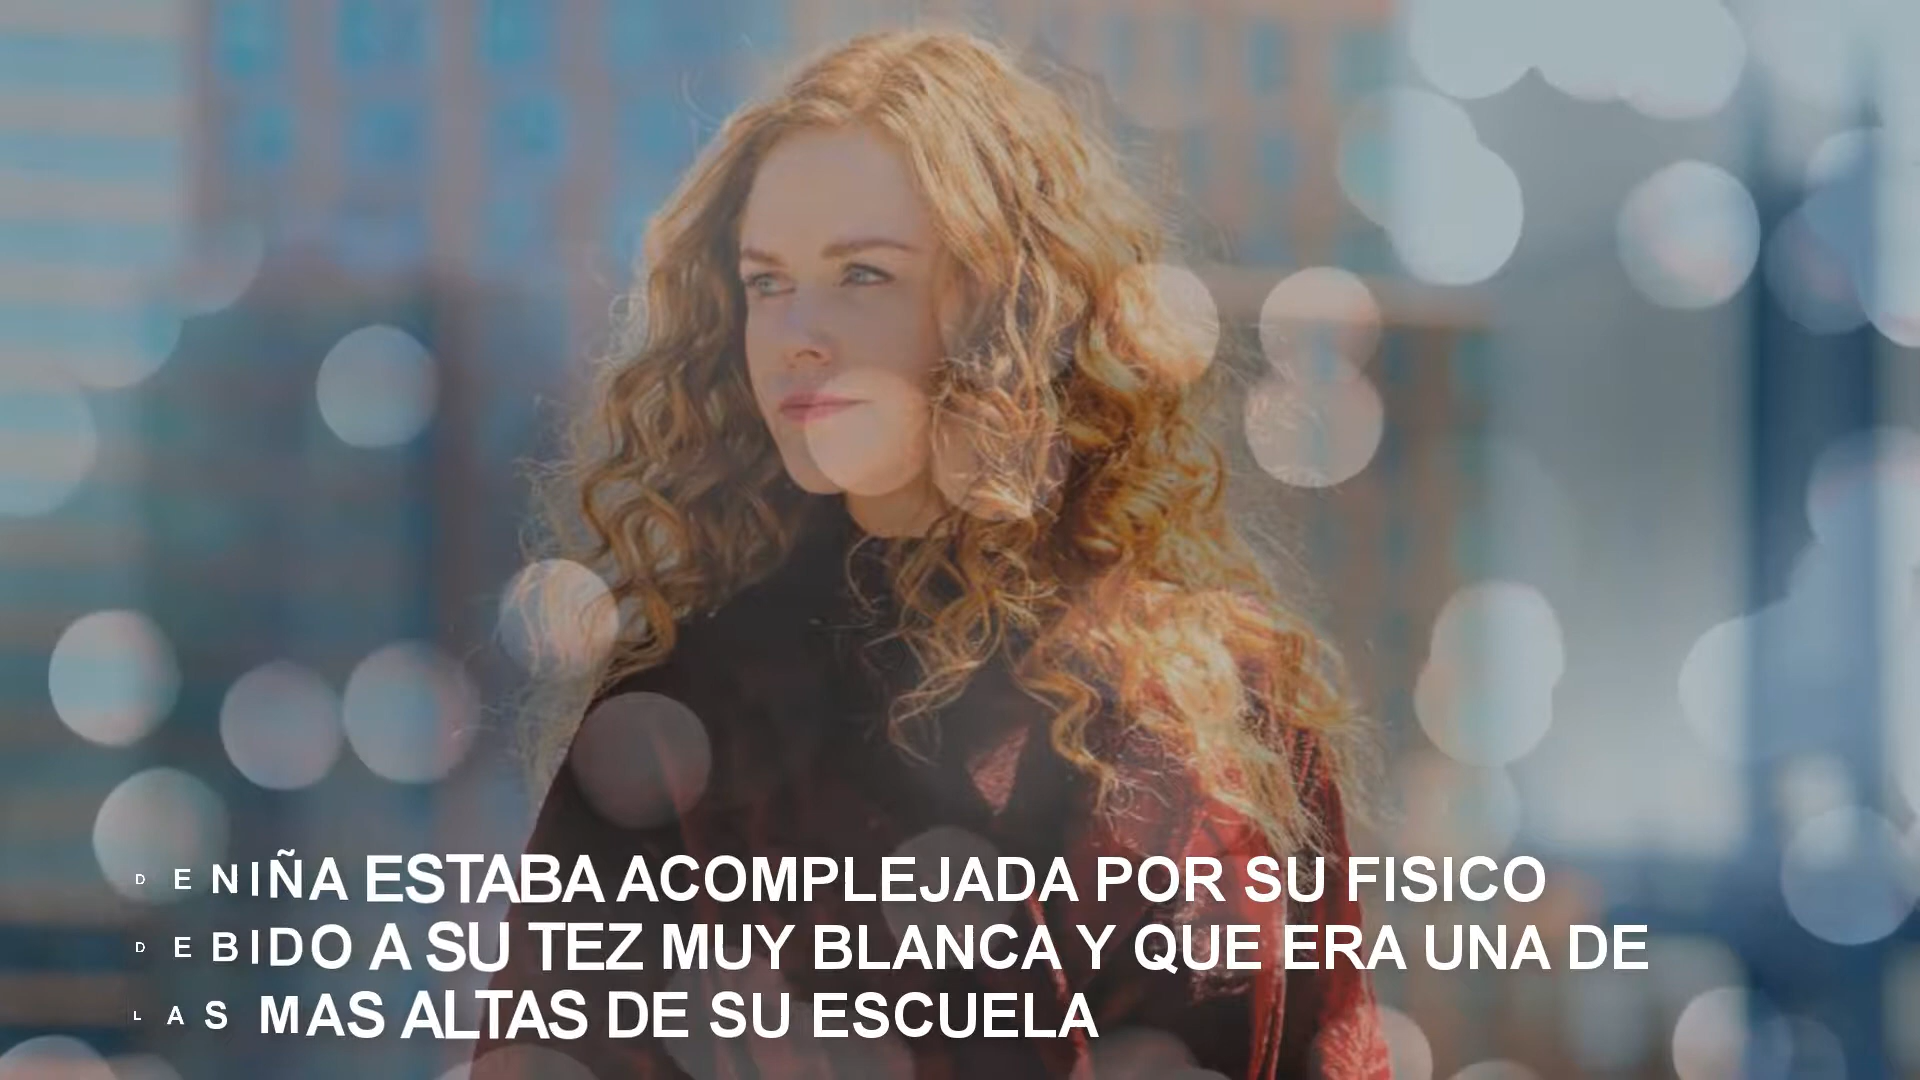 DE NIÑA ESTABA ACOMPLEJADA POR SU FISICO
DEBIDO A SU TEZ MUY BLANCA Y QUE ERA UNA DE
LAS MAS ALTAS DE SU ESCUELA